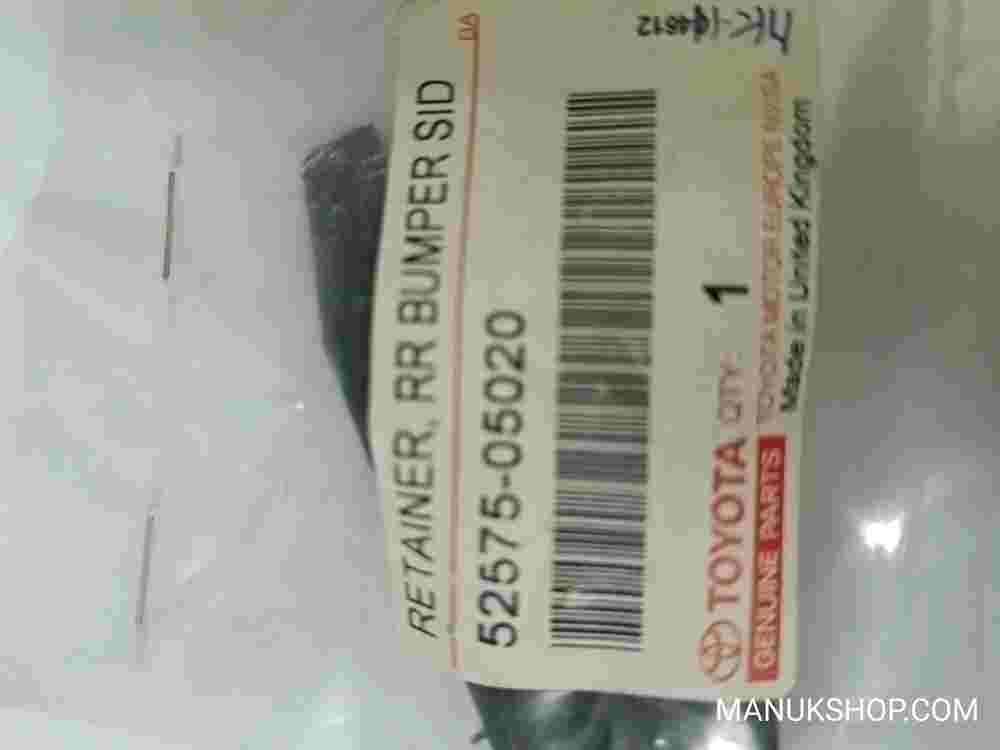 DA
RETAINER, RR BUMPER SID
52575-05020
TOYOTA QTY. 1
GENUINE PARTS
TOYOTA MOTOR EUROPE NV/SA
Made in United Kingdom
MANUKSHOP.COM